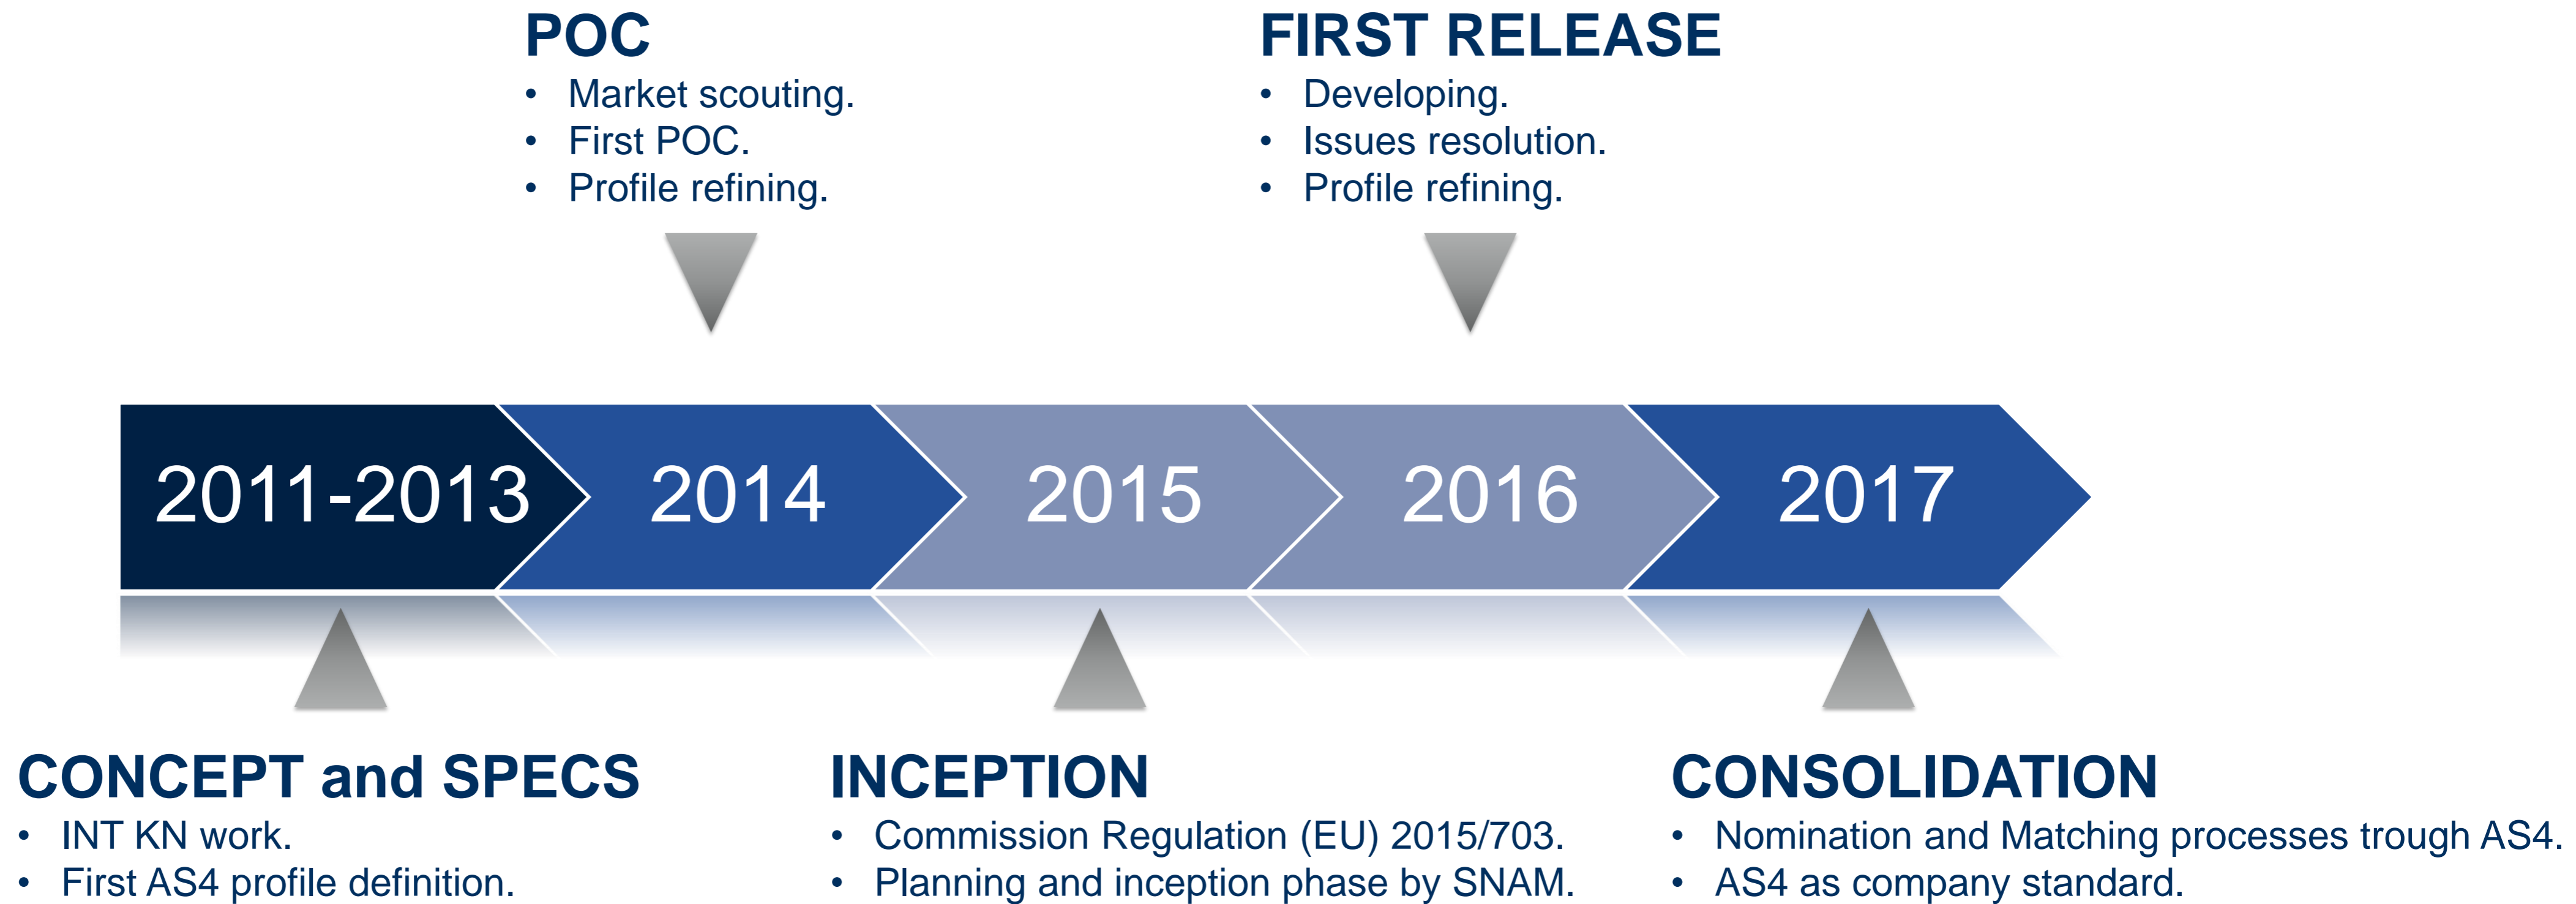 POC
• Market scouting.
• First POC.
• Profile refining.
FIRST RELEASE
• Developing.
• Issues resolution.
• Profile refining.
2011-2013
2014
2015
2016
2017
CONCEPT and SPECS
• INT KN work.
• First AS4 profile definition.
INCEPTION
• Commission Regulation (EU) 2015/703.
• Planning and inception phase by SNAM.
CONSOLIDATION
• Nomination and Matching processes trough AS4.
• AS4 as company standard.